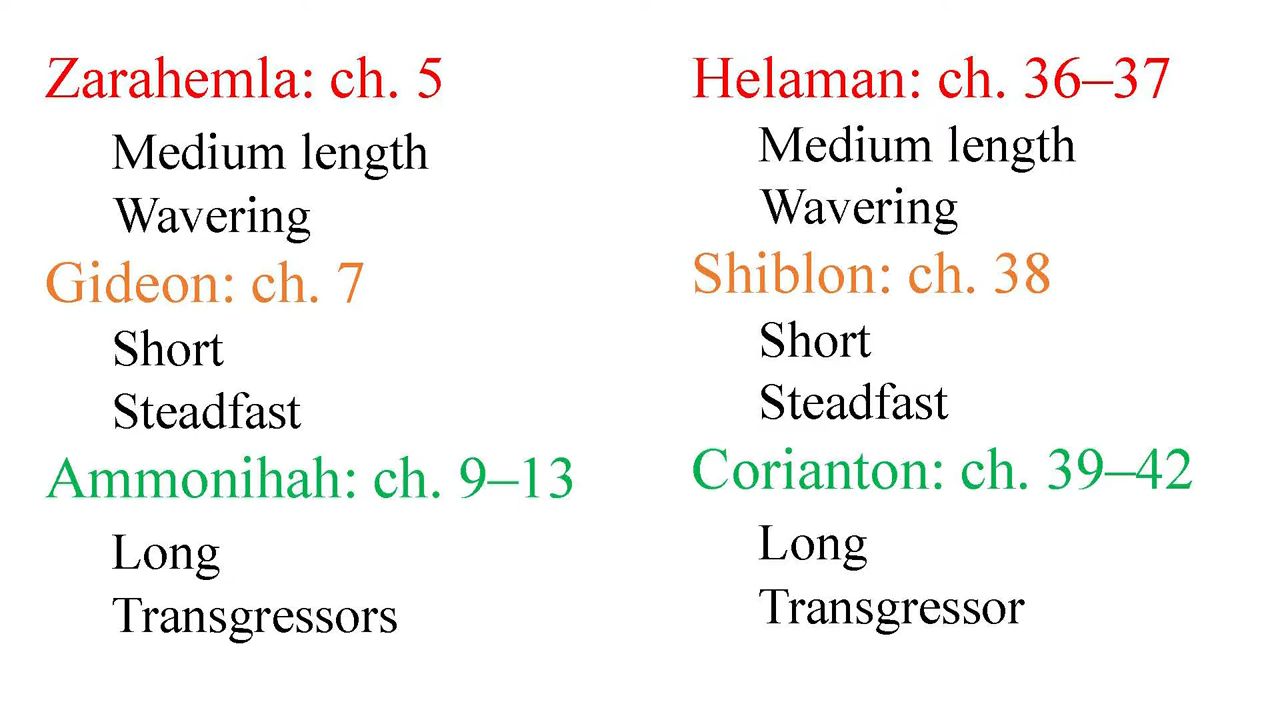 Zarahemla: ch. 5
Medium length
Wavering
Gideon: ch. 7
Short
Steadfast
Ammonihah: ch. 9–13
Long
Transgressors
Helaman: ch. 36–37
Medium length
Wavering
Shiblon: ch. 38
Short
Steadfast
Corianton: ch. 39–42
Long
Transgressor